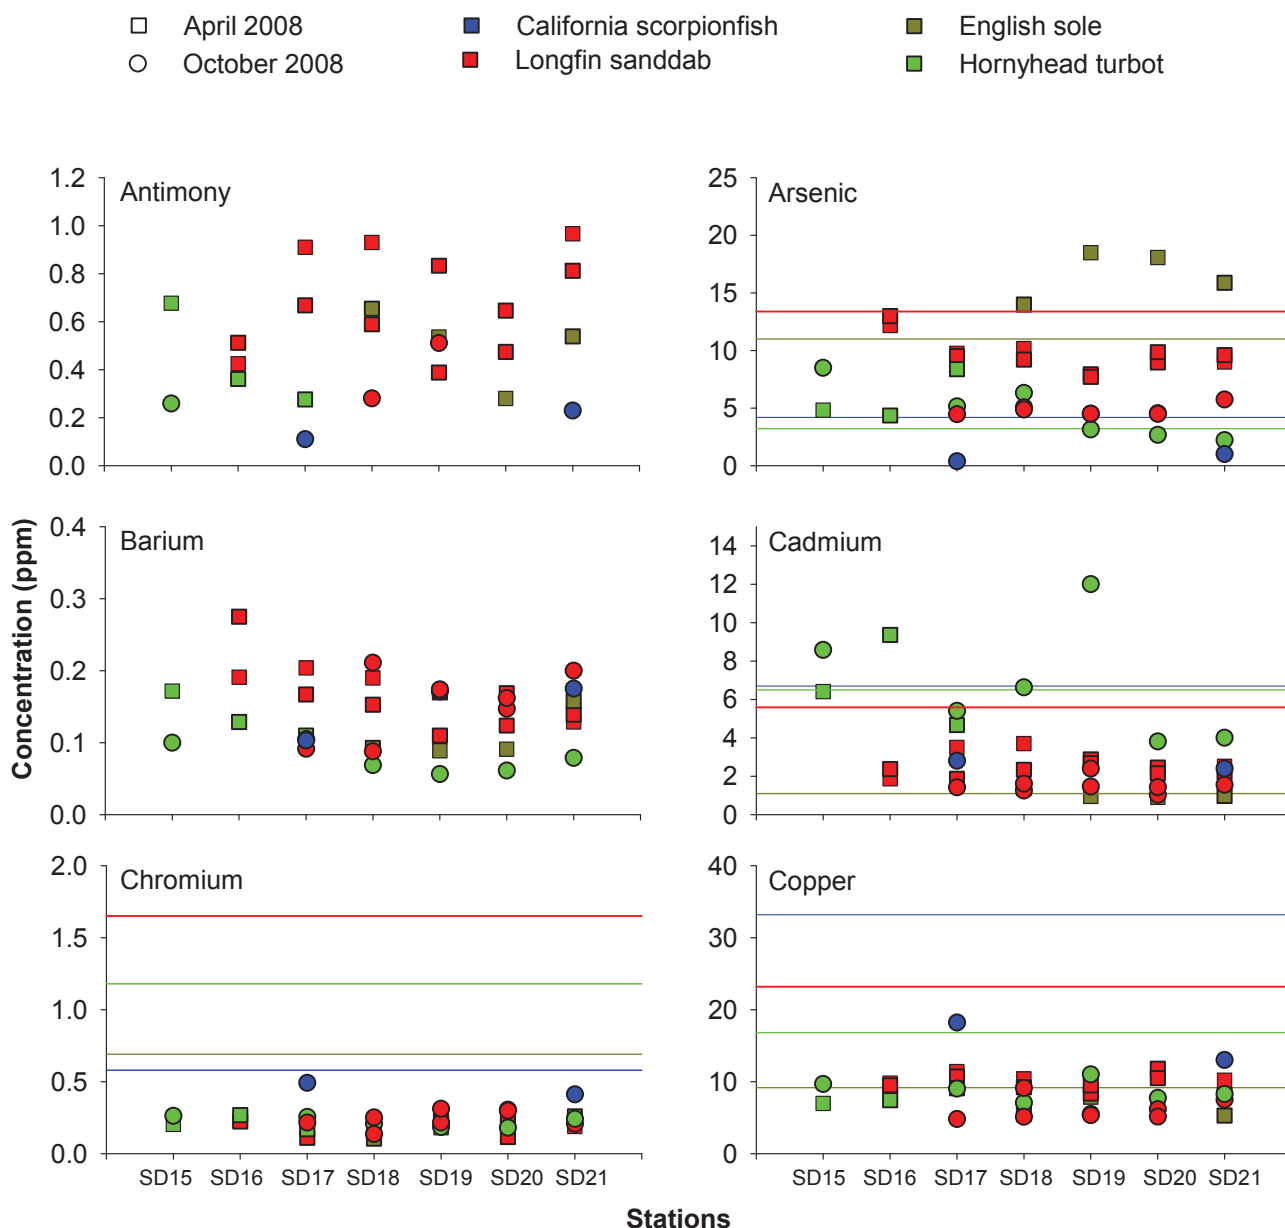 April 2008
California scorpionfish
English sole
October 2008
Longfin sanddab
Hornyhead turbot
Concentration (ppm)
Antimony
1.2
1.0
0.8
0.6
0.4
0.2
0.0
Arsenic
25
20
15
10
5
0
Barium
0.4
0.3
0.2
0.1
0.0
Cadmium
14
12
10
8
6
4
2
0
Chromium
2.0
1.5
1.0
0.5
0.0
SD15 SD16 SD17 SD18 SD19 SD20 SD21
Copper
40
30
20
10
0
SD15 SD16 SD17 SD18 SD19 SD20 SD21
Stations